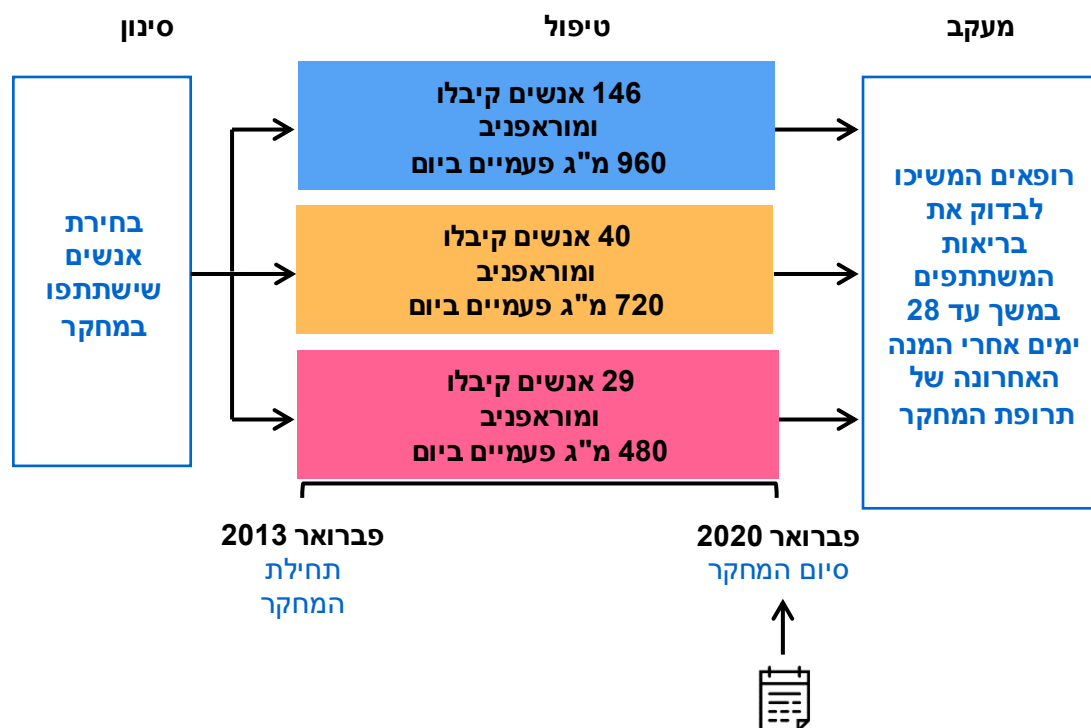 סינון
טיפול
מעקב
בחירת
אנשים
שישתתפו
במחקר
146 אנשים קיבלו
ומוראפניב
960 מ"ג פעמיים ביום
40 אנשים קיבלו
ומוראפניב
720 מ"ג פעמיים ביום
29 אנשים קיבלו
ומוראפניב
480 מ"ג פעמיים ביום
רופאים המשיכו
לבדוק את
בריאות
המשתתפים
במשך עד 28
ימים אחרי המנה
האחרונה של
תרופת המחקר
פברואר 2013
תחילת
המחקר
פברואר 2020
סיום המחקר